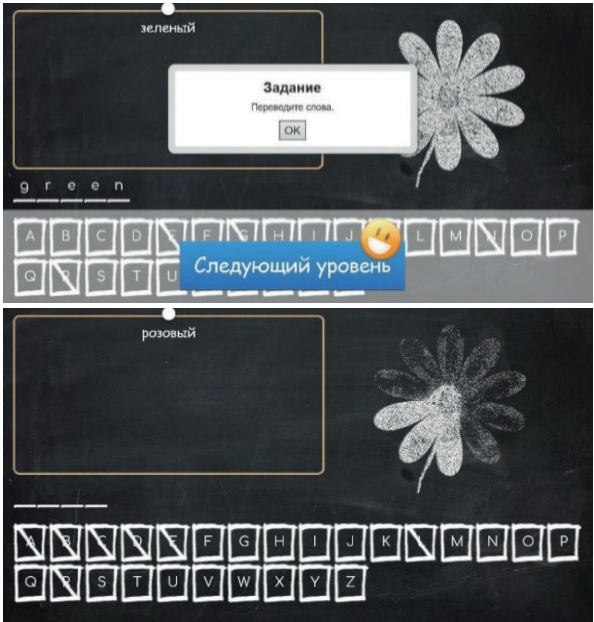 зеленый
Задание
Переведите слова.
OK
g r e e n
A B C D E F G H I J L M N O P
Следующий уровень
Q R S T U
розовый
A B C D E F G H I J K L M N O P
Q R S T U V W X Y Z